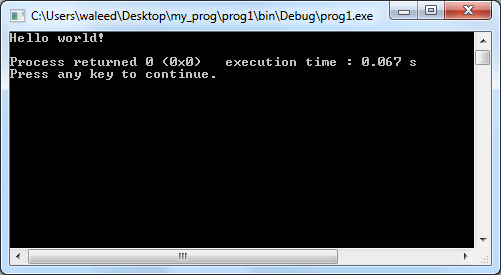 C:\Users\waleed\Desktop\my_prog\prog1\bin\Debug\prog1.exe
Hello world!
Process returned 0 (0x0)   execution time : 0.067 s
Press any key to continue.